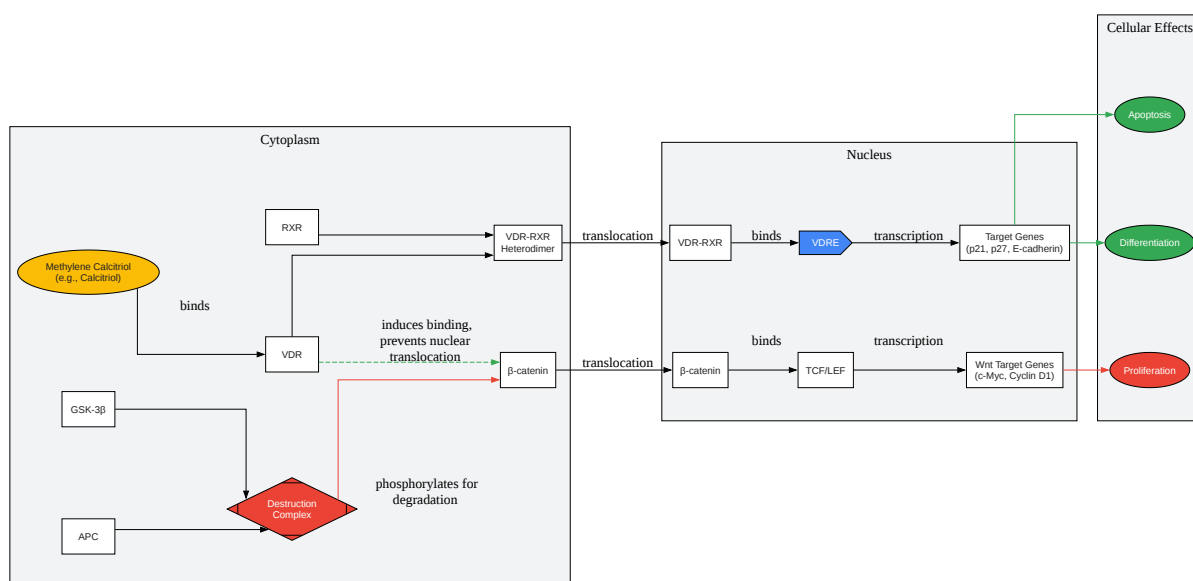 Cellular Effects
Apoptosis
Cytoplasm
Nucleus
RXR
VDR-RXR
Heterodimer
translocation
VDR-RXR
binds
VDRE
transcription
Target Genes
(p21, p27, E-cadherin)
Differentiation
Methylene Calcitriol
(e.g., Calcitriol)
binds
VDR
induces binding,
prevents nuclear
translocation
β-catenin
translocation
β-catenin
binds
TCF/LEF
transcription
Wnt Target Genes
(c-Myc, Cyclin D1)
Proliferation
GSK-3β
phosphorylates for
degradation
Destruction
Complex
APC